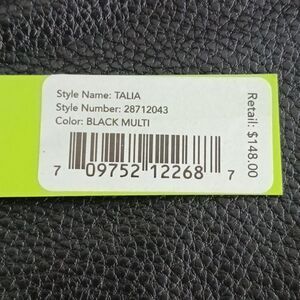 Style Name: TALIA
Style Number: 28712043
Color: BLACK MULTI
7 09752 12268 7
Retail: $148.00